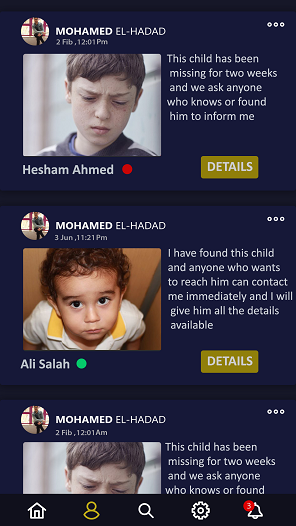 MOHAMED EL-HADAD
2 Fib ,12:01Pm
This child has been
missing for two weeks
and we ask anyone
who knows or found
him to inform me
Hesham Ahmed
DETAILS
MOHAMED EL-HADAD
3 Jun ,11:21Pm
I have found this child
and anyone who wants
to reach him can contact
me immediately and I will
give him all the details
available
Ali Salah
DETAILS
MOHAMED EL-HADAD
2 Fib ,12:01Am
This child has been
missing for two weeks
and we ask anyone
who knows or found
3